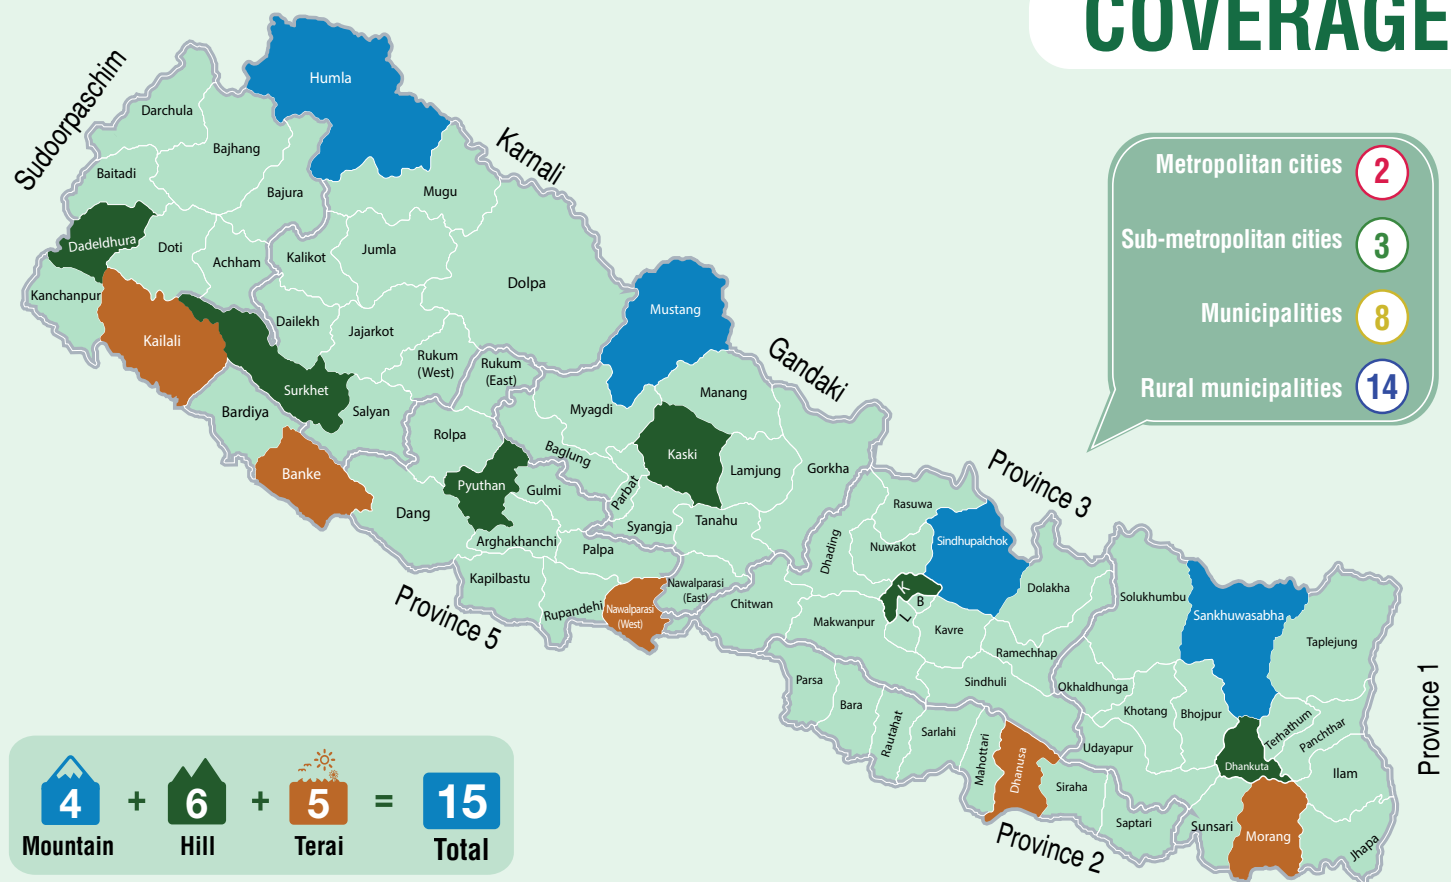 COVERAGE
Metropolitan cities 2
Sub-metropolitan cities 3
Municipalities 8
Rural municipalities 14
Sudoorpaschim
Humla
Darchula
Bajhang
Karnali
Baitadi
Bajura
Mugu
Dadeldhura
Doti
Achham
Kalikot
Jumla
Dolpa
Kanchanpur
Mustang
Kailali
Dailekh
Jajarkot
Rukum
(West)
Rukum
(East)
Gandaki
Surkhet
Bardiya
Salyan
Myagdi
Manang
Rolpa
Baglung
Kaski
Lamjung
Gorkha
Banke
Pyuthan
Gulmi
Parbat
Dang
Syangja
Tanahu
Province 3
Rasuwa
Arghakhanchi
Palpa
Dhading
Nuwakot
Sindhupalchok
Kapilbastu
Nawalparasi
(East)
K
B
L
Dolakha
Province 5
Rupandehi
Nawalparasi
(West)
Chitwan
Makwanpur
Kavre
Solukhumbu
Sankhuwasabha
Taplejung
Ramechhap
Parsa
Sindhuli
Okhaldhunga
Province 1
Bara
Khotang
Bhojpur
Rautahat
Sarlahi
Mahottari
Dhanusa
Udayapur
Terhathum
Panchthar
Dhankuta
Ilam
Siraha
Saptari
Province 2
Sunsari
Morang
Jhapa
4 + 6 + 5 = 15
Mountain Hill Terai Total